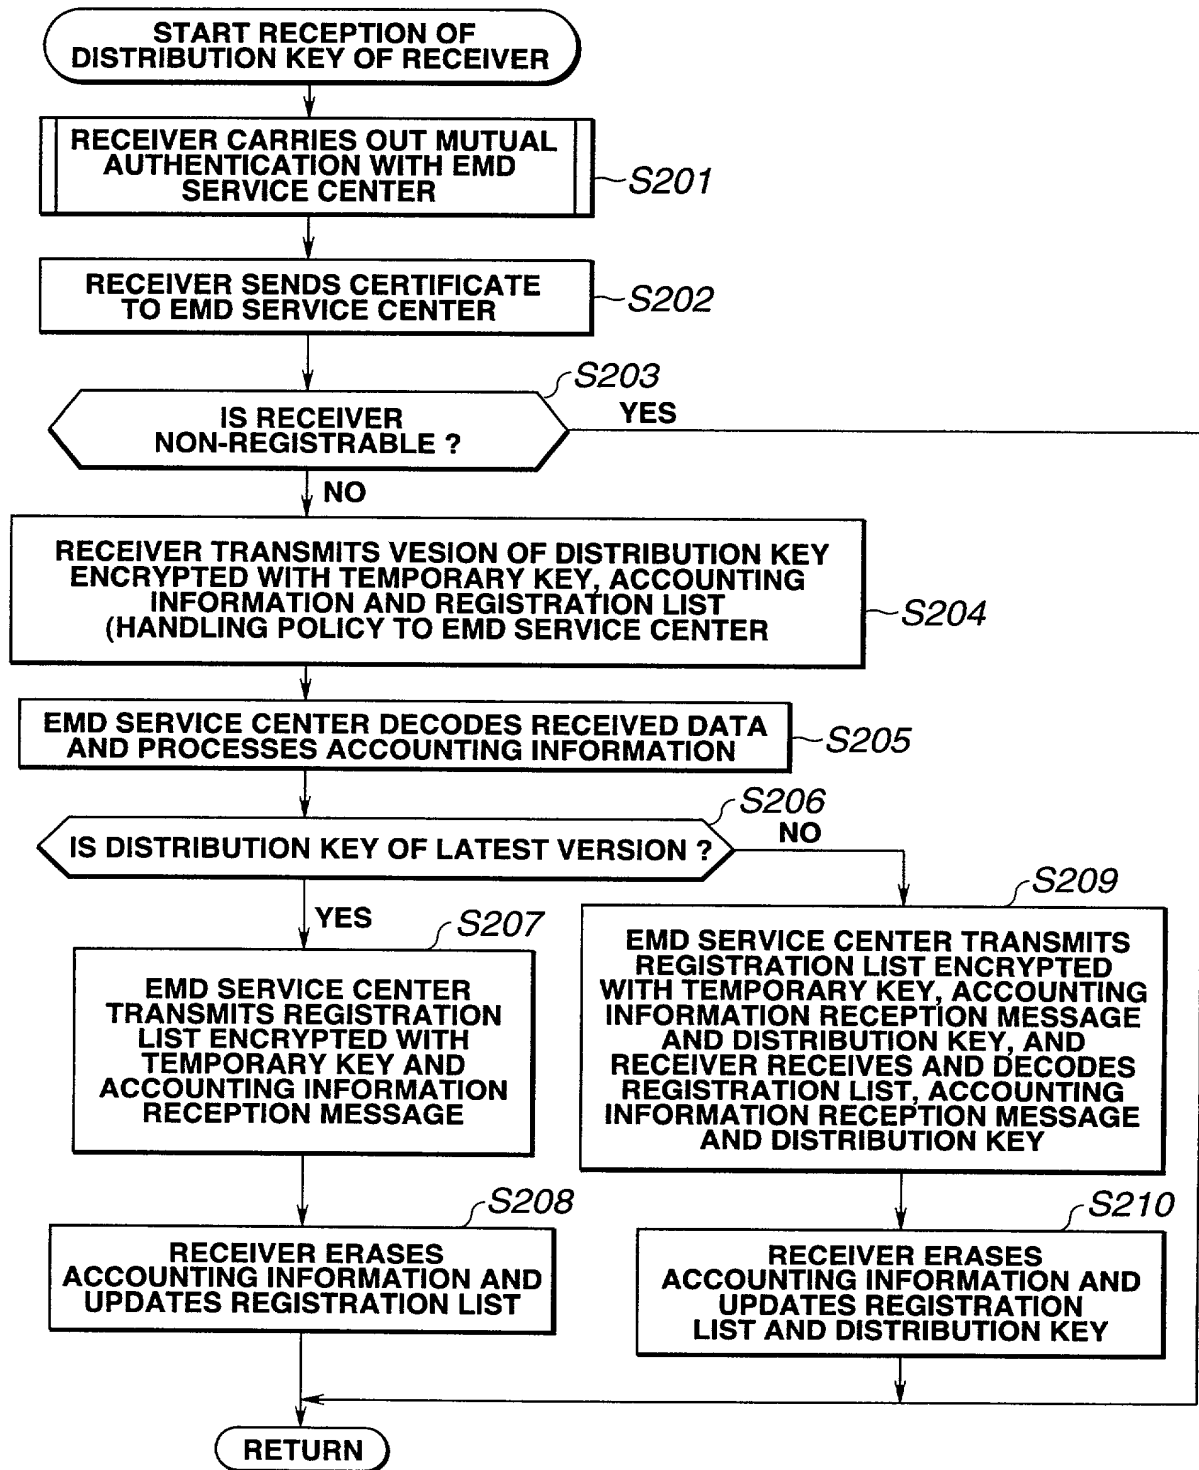 START RECEPTION OF
DISTRIBUTION KEY OF RECEIVER
RECEIVER CARRIES OUT MUTUAL
AUTHENTICATION WITH EMD
SERVICE CENTER
S201
RECEIVER SENDS CERTIFICATE
TO EMD SERVICE CENTER
S202
S203
IS RECEIVER
NON-REGISTRABLE ?
YES
NO
RECEIVER TRANSMITS VESION OF DISTRIBUTION KEY
ENCRYPTED WITH TEMPORARY KEY, ACCOUNTING
INFORMATION AND REGISTRATION LIST
(HANDLING POLICY TO EMD SERVICE CENTER
S204
EMD SERVICE CENTER DECODES RECEIVED DATA
AND PROCESSES ACCOUNTING INFORMATION
S205
S206
IS DISTRIBUTION KEY OF LATEST VERSION ?
NO
YES
S207
EMD SERVICE CENTER
TRANSMITS REGISTRATION
LIST ENCRYPTED WITH
TEMPORARY KEY AND
ACCOUNTING INFORMATION
RECEPTION MESSAGE
S209
EMD SERVICE CENTER TRANSMITS
REGISTRATION LIST ENCRYPTED
WITH TEMPORARY KEY, ACCOUNTING
INFORMATION RECEPTION MESSAGE
AND DISTRIBUTION KEY, AND
RECEIVER RECEIVES AND DECODES
REGISTRATION LIST, ACCOUNTING
INFORMATION RECEPTION MESSAGE
AND DISTRIBUTION KEY
S208
RECEIVER ERASES
ACCOUNTING INFORMATION AND
UPDATES REGISTRATION LIST
S210
RECEIVER ERASES
ACCOUNTING INFORMATION AND
UPDATES REGISTRATION
LIST AND DISTRIBUTION KEY
RETURN